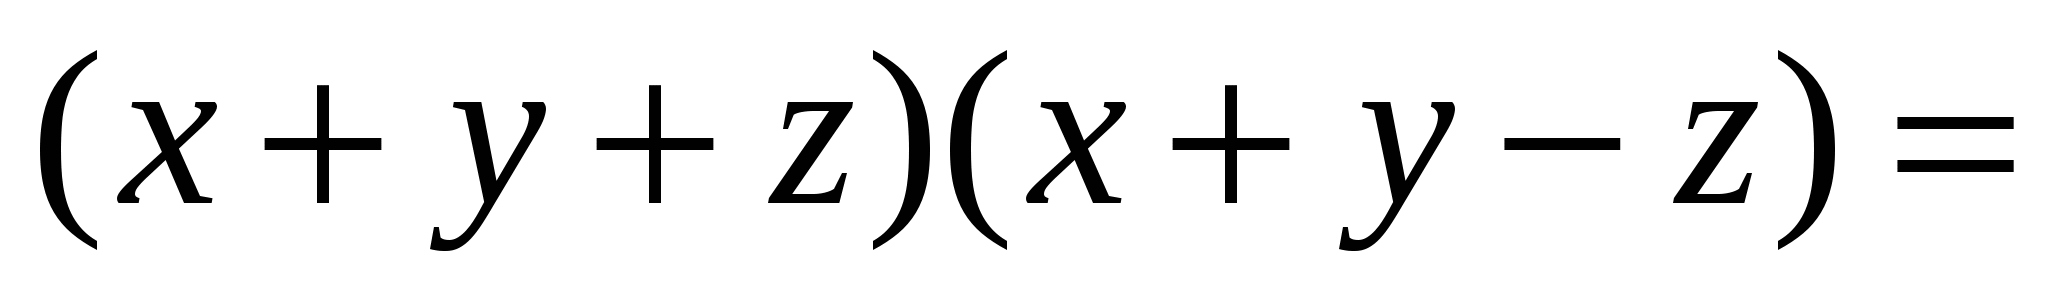 (x + y + z)(x + y − z) =